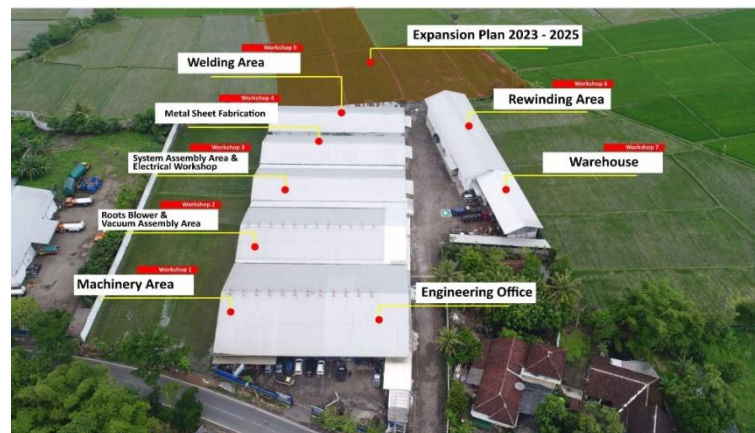 Expansion Plan 2023 - 2025
Workshop 5
Welding Area
Workshop 6
Rewinding Area
Workshop 4
Metal Sheet Fabrication
Workshop 3
System Assembly Area &
Electrical Workshop
Workshop 7
Warehouse
Workshop 2
Roots Blower &
Vacuum Assembly Area
Workshop 1
Machinery Area
Engineering Office